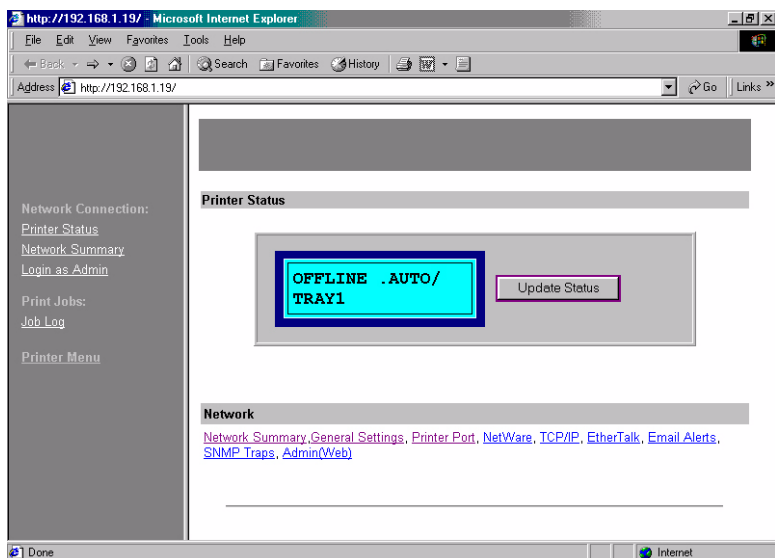 http://192.168.1.19/ - Microsoft Internet Explorer
File Edit View Favorites Tools Help
Back Search Favorites History
Address http://192.168.1.19/ Go Links »
Network Connection:
Printer Status
Network Summary
Login as Admin
Print Jobs:
Job Log
Printer Menu
Printer Status
OFFLINE .AUTO/
TRAY1
Update Status
Network
Network Summary,General Settings, Printer Port, NetWare, TCP/IP, EtherTalk, Email Alerts,
SNMP Traps, Admin(Web)
Done Internet